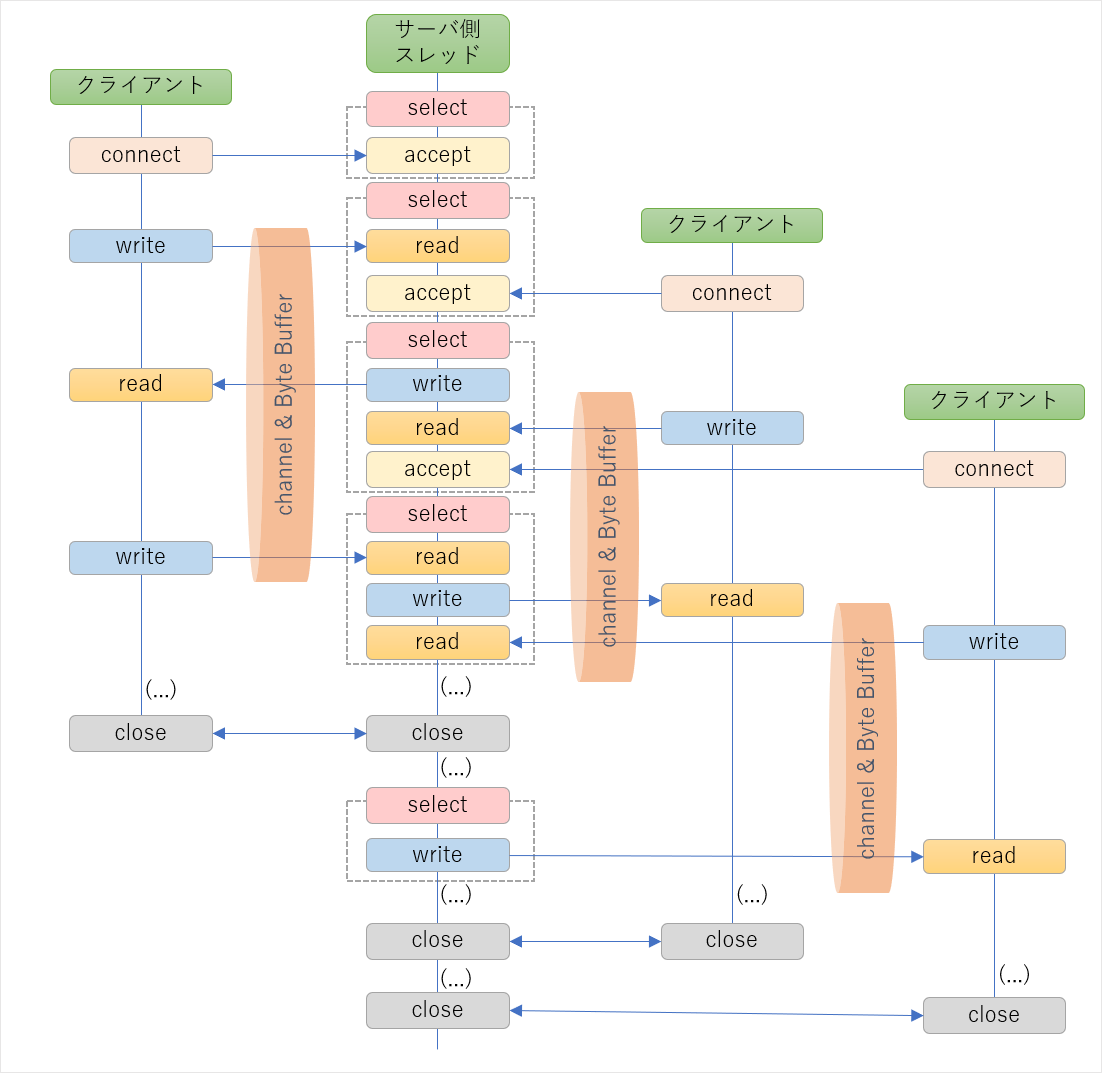 サーバ側
スレッド
クライアント
select
connect
accept
select
クライアント
write
read
connect
accept
select
read
write
クライアント
write
read
connect
accept
select
write
read
write
read
write
read
channel & Byte Buffer
channel & Byte Buffer
channel & Byte Buffer
(...)
(...)
close
close
(...)
select
write
read
(...)
(...)
close
close
(...)
(...)
close
close